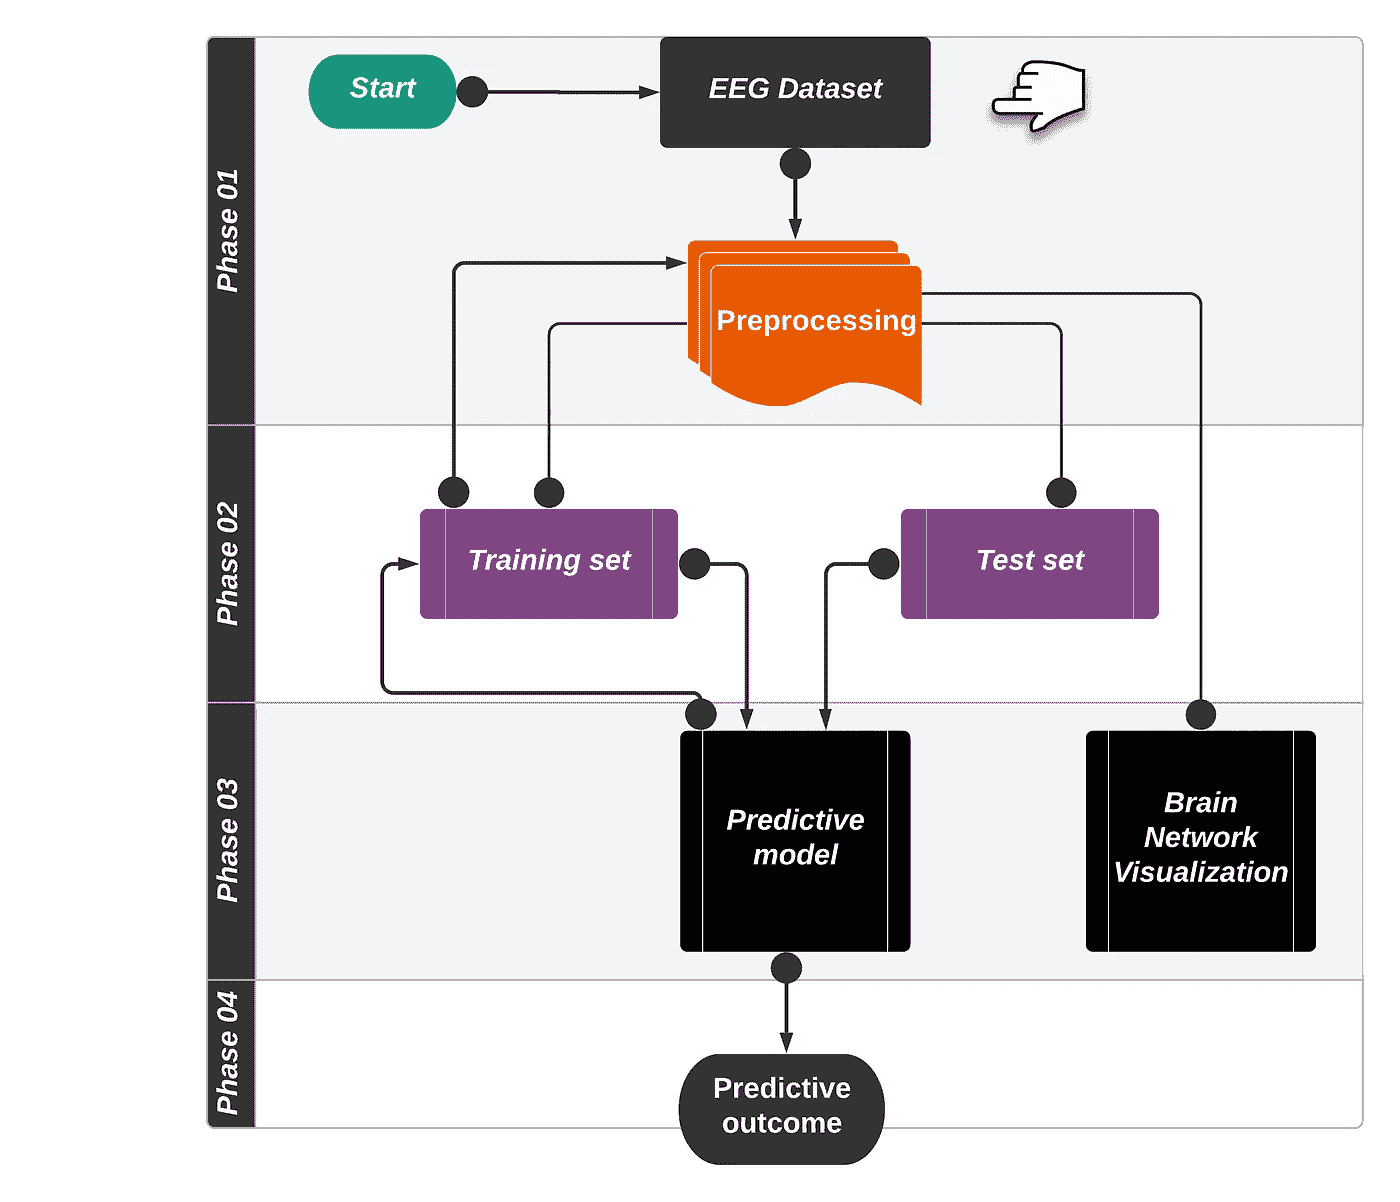 Phase 01
Start
EEG Dataset
Preprocessing
Phase 02
Training set
Test set
Phase 03
Predictive
model
Brain
Network
Visualization
Phase 04
Predictive
outcome